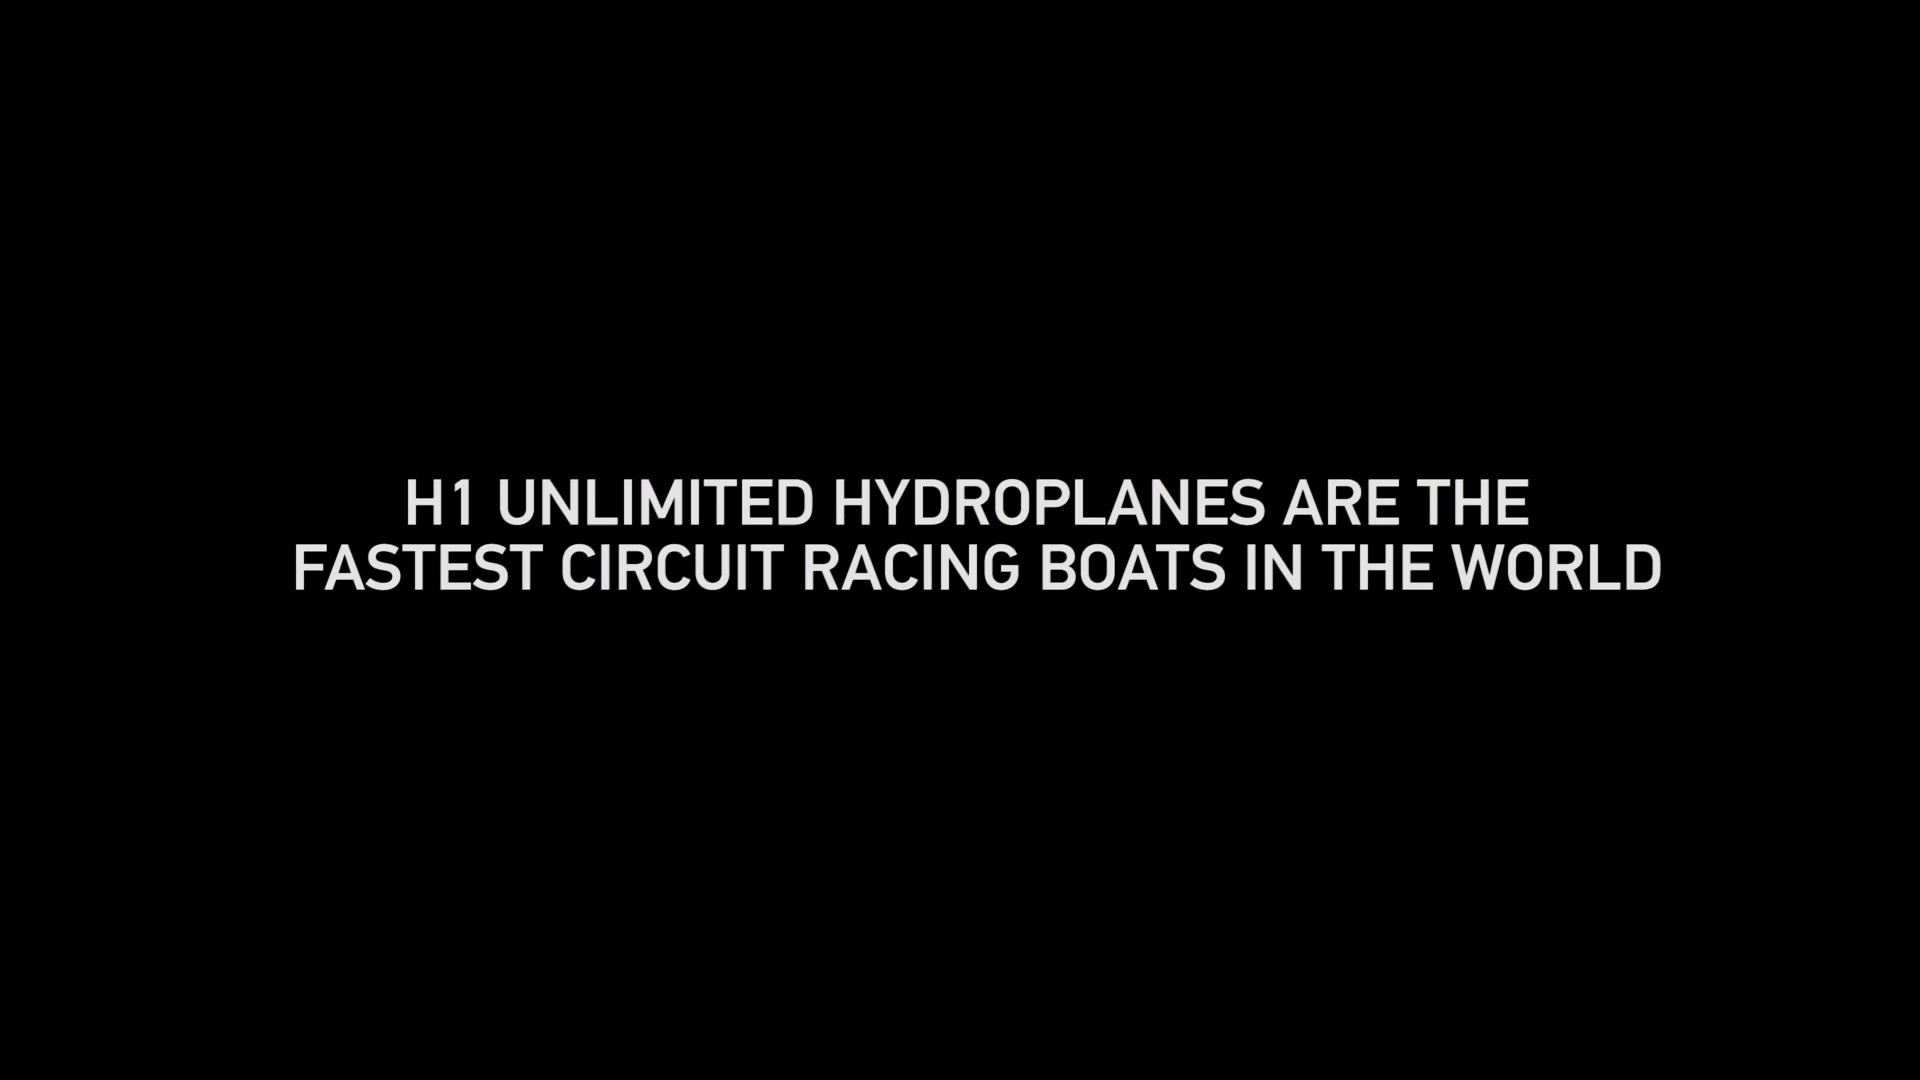 H1 UNLIMITED HYDROPLANES ARE THE
FASTEST CIRCUIT RACING BOATS IN THE WORLD